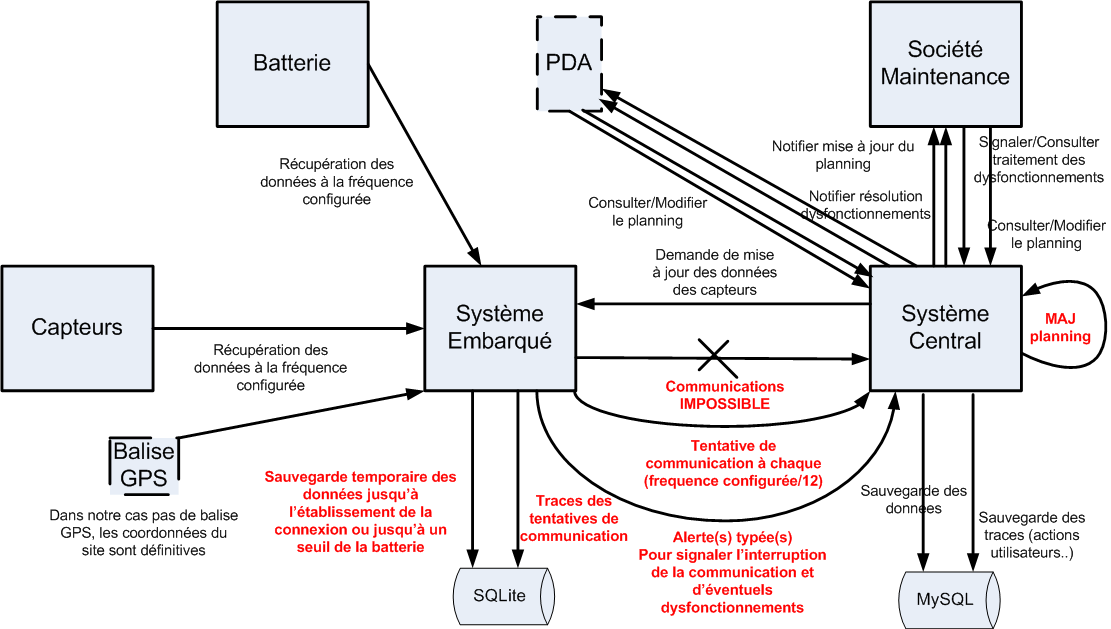 Batterie
PDA
Société
Maintenance
Récupération des
données à la fréquence
configurée
Notifier mise à jour du
planning
Signaler/Consulter
traitement des
dysfonctionnements
Consulter/Modifier
le planning
Notifier résolution
dysfonctionnements
Consulter/Modifier
le planning
Demande de mise
à jour des données
des capteurs
Capteurs
Système
Embarqué
Système
Central
MAJ
planning
Récupération des
données à la fréquence
configurée
Communications
IMPOSSIBLE
Balise
GPS
Dans notre cas pas de balise
GPS, les coordonnées du
site sont définitives
Sauvegarde temporaire des
données jusqu'à
l'établissement de la
connexion ou jusqu'à un
seuil de la batterie
Traces des
tentatives de
communication
Tentative de
communication à chaque
(frequence configurée/12)
Alerte(s) typée(s)
Pour signaler l'interruption
de la communication et
d'éventuels
dysfonctionnements
Sauvegarde des
données
Sauvegarde des
traces (actions
utilisateurs..)
SQLite
MySQL